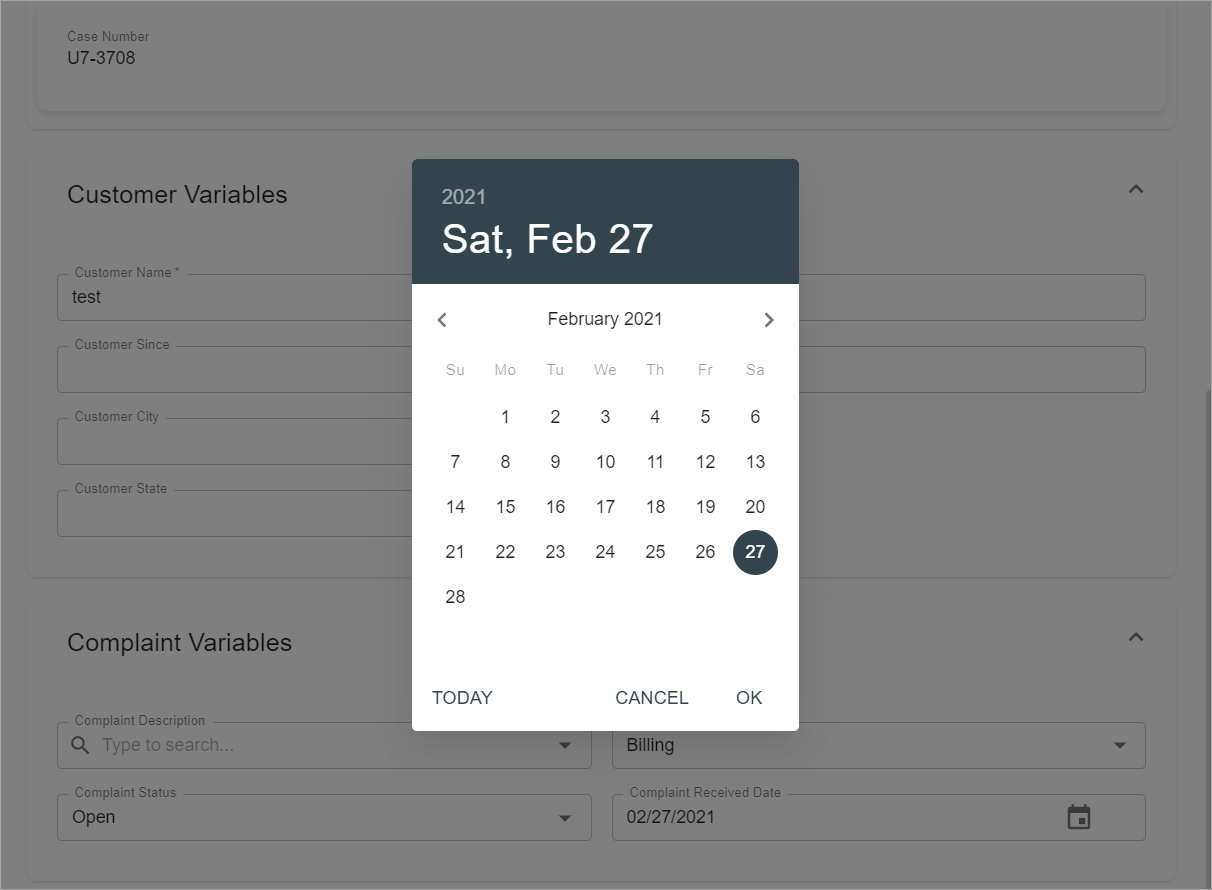 Case Number
U7-3708
Customer Variables
Customer Name *
test
Customer Since
Customer City
Customer State
2021
Sat, Feb 27
February 2021
Su Mo Tu We Th Fr Sa
1 2 3 4 5 6
7 8 9 10 11 12 13
14 15 16 17 18 19 20
21 22 23 24 25 26 27
28
TODAY CANCEL OK
Complaint Variables
Complaint Description
Type to search...
Billing
Complaint Status
Open
Complaint Received Date
02/27/2021